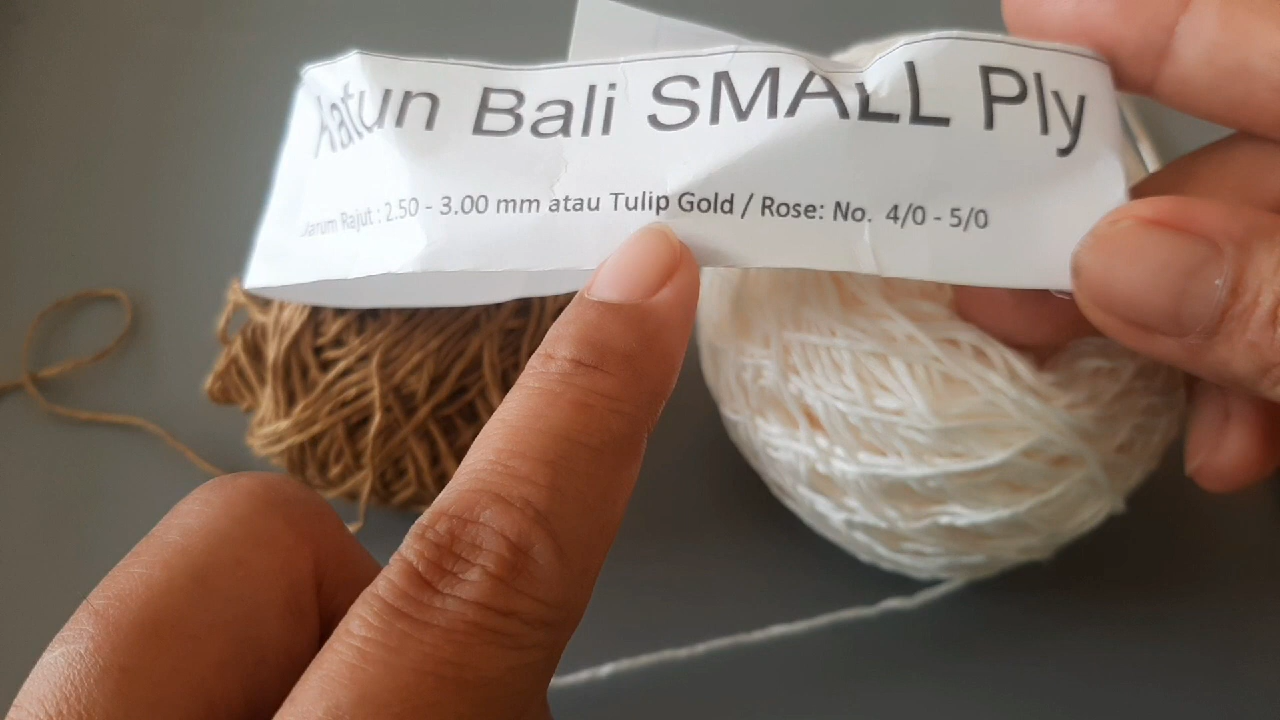 Katun Bali SMALL Ply
Jarum Rajut : 2.50 - 3.00 mm atau Tulip Gold / Rose: No. 4/0 - 5/0